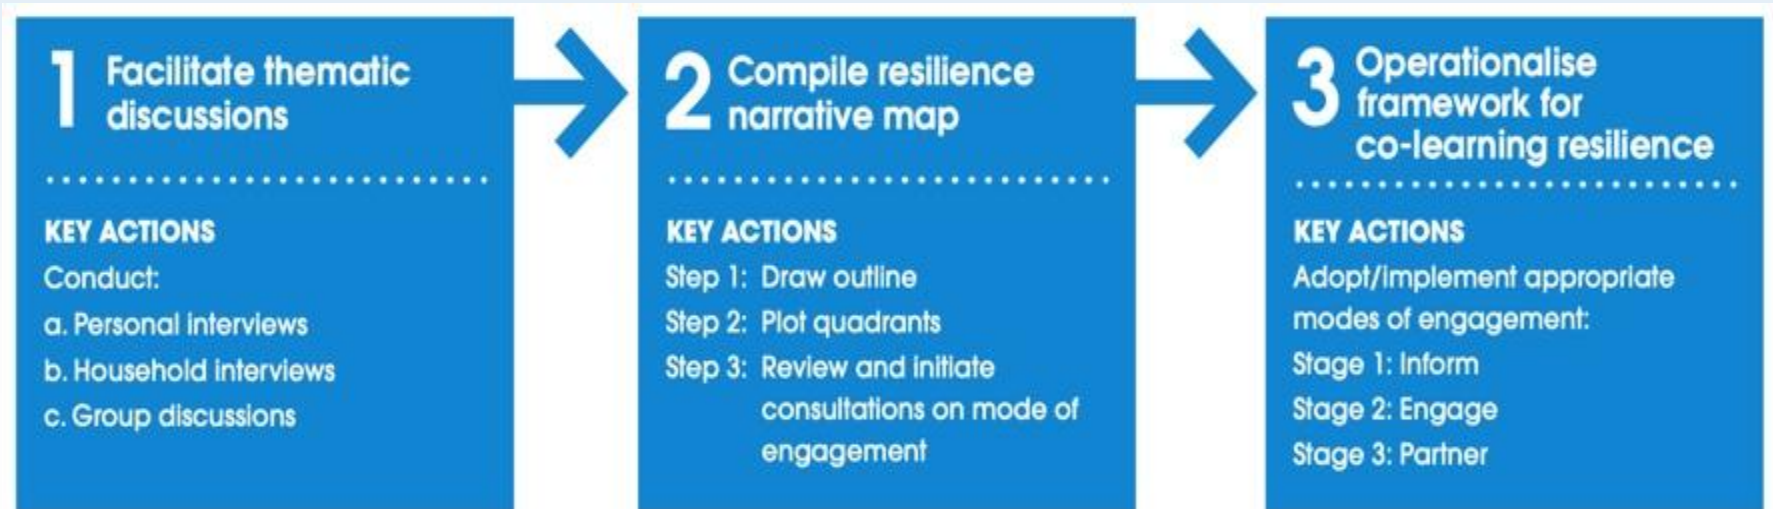 1 Facilitate thematic
discussions
KEY ACTIONS
Conduct:
a. Personal interviews
b. Household interviews
c. Group discussions
2 Compile resilience
narrative map
KEY ACTIONS
Step 1: Draw outline
Step 2: Plot quadrants
Step 3: Review and initiate
consultations on mode of
engagement
3 Operationalise
framework for
co-learning resilience
KEY ACTIONS
Adopt/implement appropriate
modes of engagement:
Stage 1: Inform
Stage 2: Engage
Stage 3: Partner